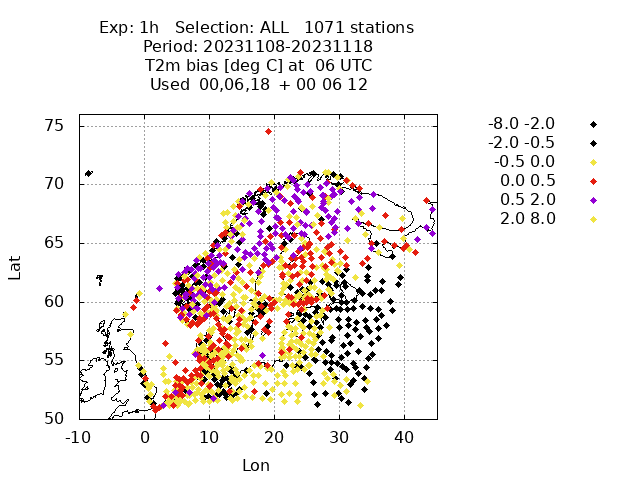 Exp: 1h Selection: ALL 1071 stations
Period: 20231108-20231118
T2m bias [deg C] at 06 UTC
Used 00,06,18 + 00 06 12
-8.0 -2.0
-2.0 -0.5
-0.5 0.0
0.0 0.5
0.5 2.0
2.0 8.0
75
70
65
60
55
50
Lat
-10 0 10 20 30 40
Lon